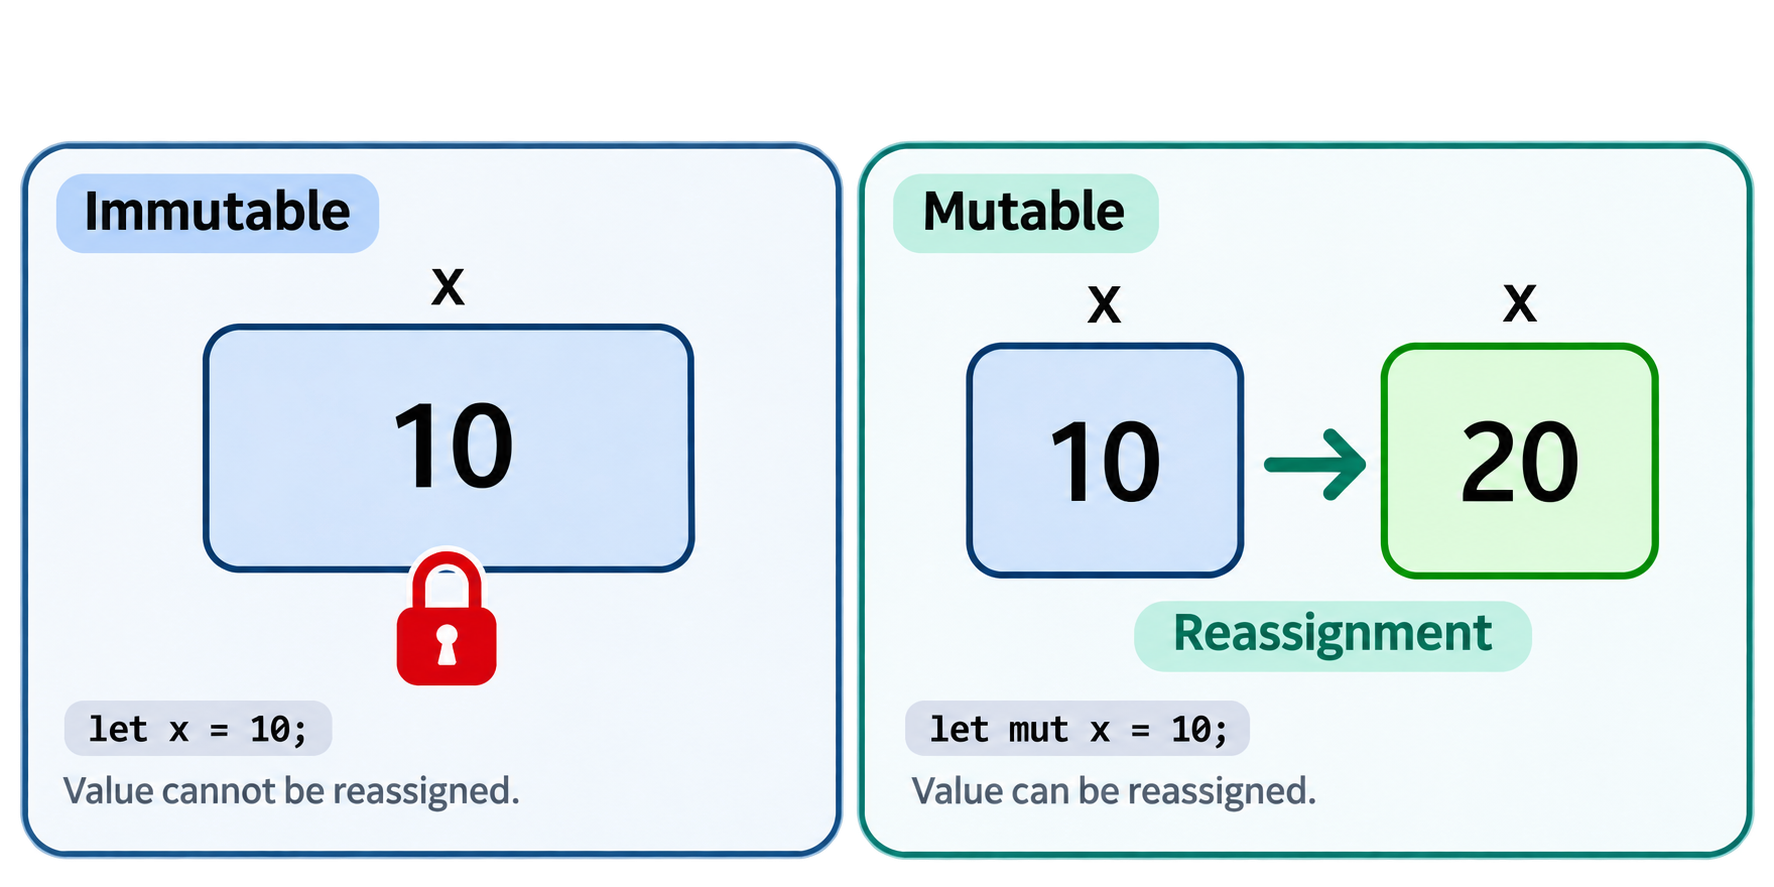 Immutable
X
10
let x = 10;
Value cannot be reassigned.
Mutable
X
X
10
20
Reassignment
let mut x = 10;
Value can be reassigned.